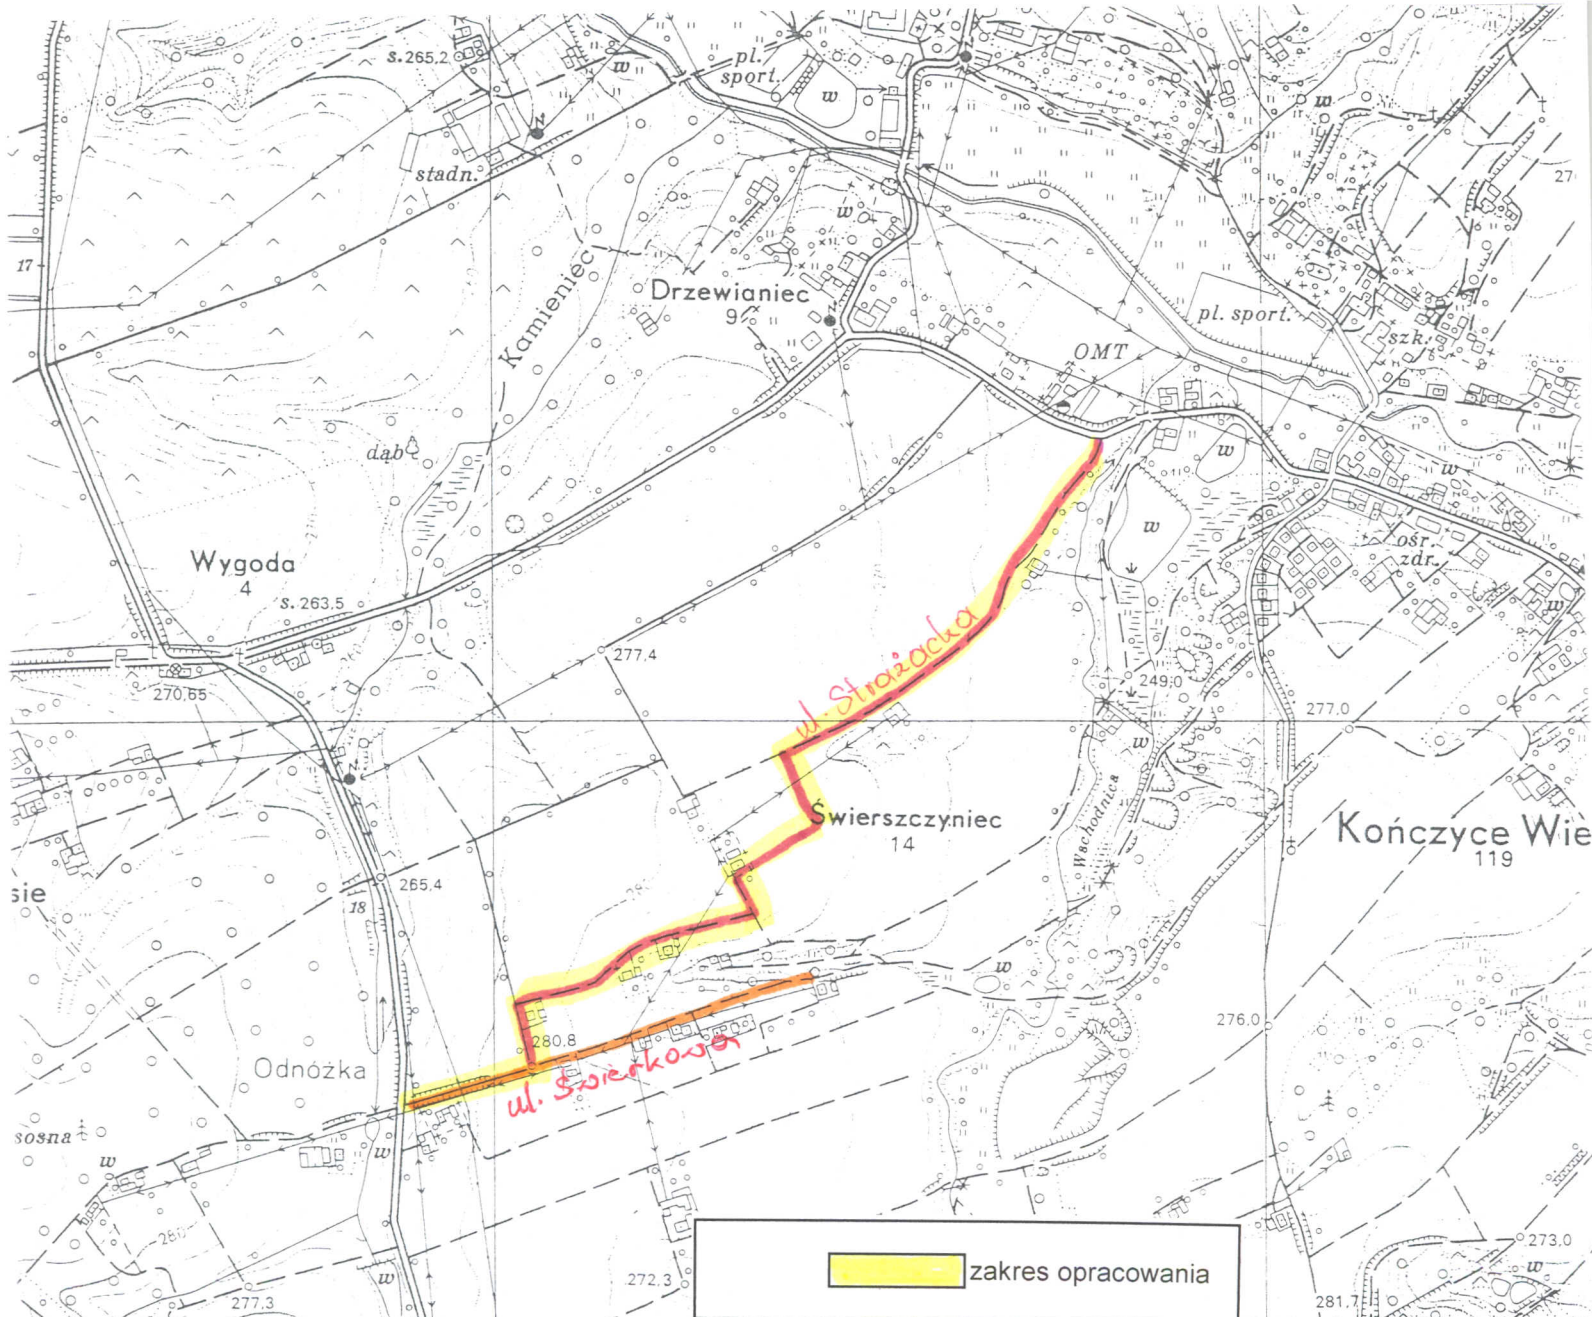 s.265,2
w
pl.
sport.
w
w
stadn.
27
w
17
Kamieniec
Drzewianiec
9
pl. sport.
szk.
OMT
dąb
w
w
w
ośr.
zdr.
Wygoda
4
s.263.5
w
277.4
ul. Strażacka
270,65
249.0
277.0
w
Wschodnica
Świerszczyniec
14
Kończyce Wie
119
sie
265,4
18
28
w
276.0
280,8
Odnóżka
ul. Świerkowa
sosna
w
w
280
272,3
zakres opracowania
273,0
w
w
277.3
281,7